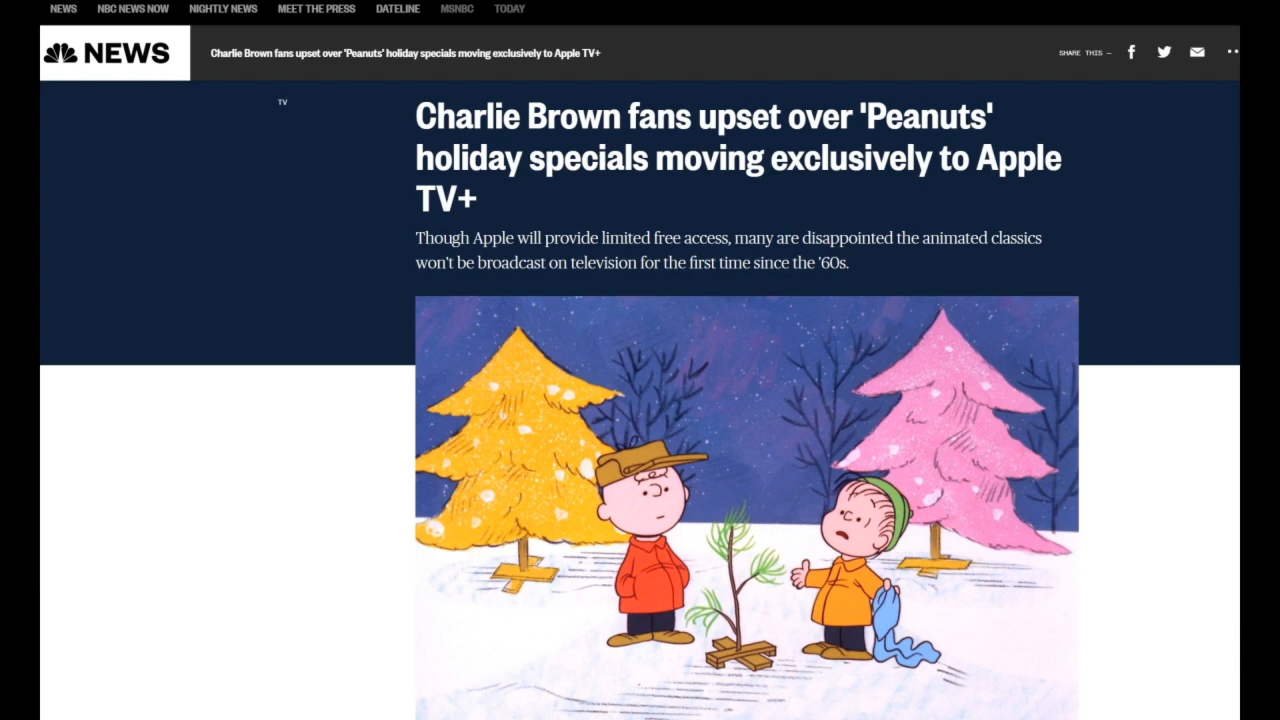 NEWS NBC NEWS NOW NIGHTLY NEWS MEET THE PRESS DATELINE MSNBC TODAY
NEWS Charlie Brown fans upset over 'Peanuts' holiday specials moving exclusively to Apple TV+ SHARE THIS —
TV
Charlie Brown fans upset over 'Peanuts'
holiday specials moving exclusively to Apple
TV+
Though Apple will provide limited free access, many are disappointed the animated classics
won't be broadcast on television for the first time since the '60s.